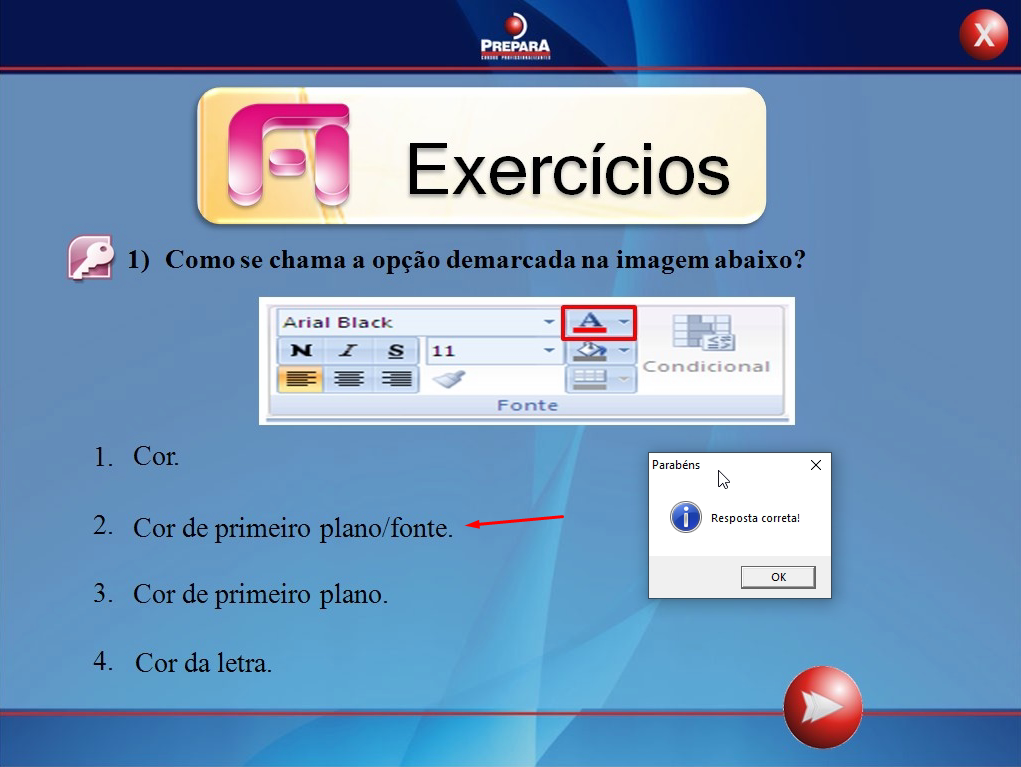 PREPARA
CURSOS PROFISSIONALIZANTES
X
Exercícios
1) Como se chama a opção demarcada na imagem abaixo?
Arial Black
A
N I S
11
Condicional
Fonte
1. Cor.
2. Cor de primeiro plano/fonte.
3. Cor de primeiro plano.
4. Cor da letra.
Parabéns
Resposta correta!
OK